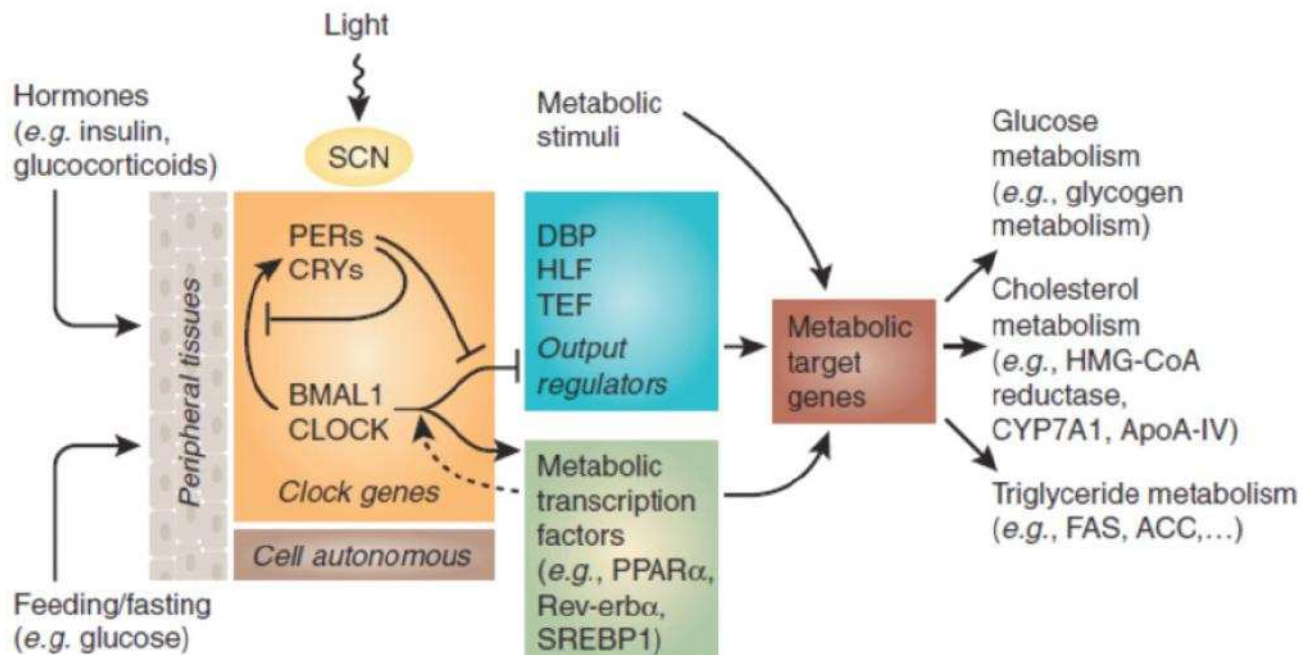 Light
Hormones
(e.g. insulin,
glucocorticoids)
SCN
Metabolic
stimuli
Glucose
metabolism
(e.g., glycogen
metabolism)
Peripheral tissues
PERs
CRYs
BMAL1
CLOCK
Clock genes
Cell autonomous
DBP
HLF
TEF
Output
regulators
Metabolic
transcription
factors
(e.g., PPARα,
Rev-erbα,
SREBP1)
Metabolic
target
genes
Cholesterol
metabolism
(e.g., HMG-CoA
reductase,
CYP7A1, ApoA-IV)
Triglyceride metabolism
(e.g., FAS, ACC,...)
Feeding/fasting
(e.g. glucose)